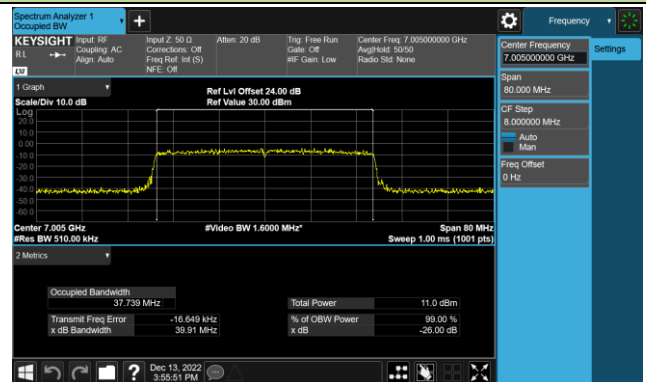 Spectrum Analyzer 1
Occupied BW
+
Frequency
KEYSIGHT
RL
LXI
Input: RF
Coupling: AC
Align: Auto
Input Z: 50 Ω
Corrections: Off
Freq Ref: Int (S)
NFE: Off
Atten: 20 dB
Trig: Free Run
Gate: Off
#IF Gain: Low
Center Freq: 7.005000000 GHz
Avg|Hold: 50/50
Radio Std: None
Center Frequency
7.005000000 GHz
Settings
Span
80.000 MHz
CF Step
8.000000 MHz
Auto
Man
Freq Offset
0 Hz
1 Graph
Scale/Div 10.0 dB
Ref Lvl Offset 24.00 dB
Ref Value 30.00 dBm
Log
20.0
10.0
0.00
-10.0
-20.0
-30.0
-40.0
-50.0
-60.0
Center 7.005 GHz
#Video BW 1.6000 MHz*
Span 80 MHz
#Res BW 510.00 kHz
Sweep 1.00 ms (1001 pts)
2 Metrics
Occupied Bandwidth
37.739 MHz
Total Power 11.0 dBm
Transmit Freq Error -16.649 kHz
% of OBW Power 99.00 %
x dB Bandwidth 39.91 MHz
x dB -26.00 dB
?
Dec 13, 2022
3:55:51 PM